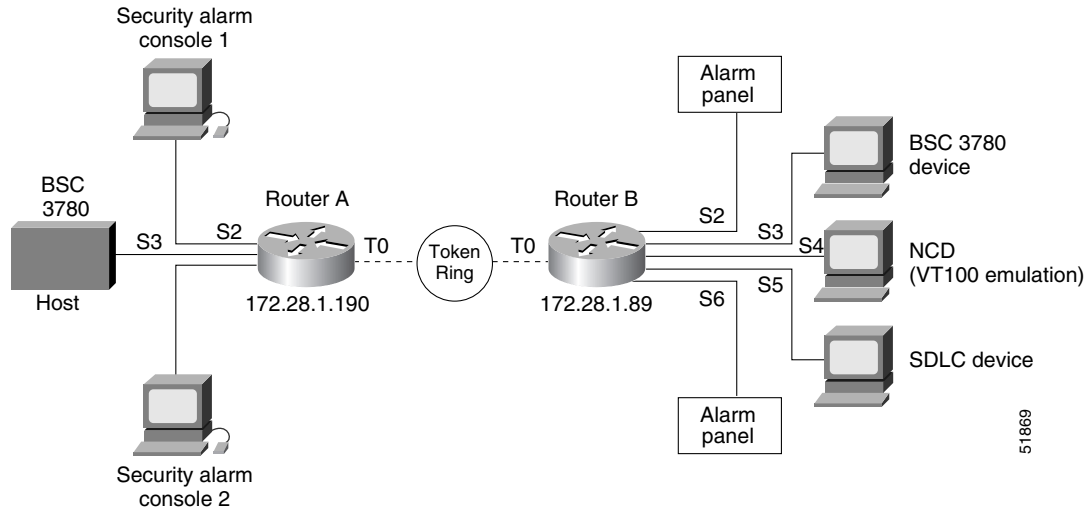 Security alarm
console 1
BSC
3780
Host
S3
S2
Router A
T0
172.28.1.190
Token
Ring
T0
Router B
172.28.1.89
Alarm
panel
S2
S3
S4
S5
S6
BSC 3780
device
NCD
(VT100 emulation)
SDLC device
Alarm
panel
Security alarm
console 2
51869